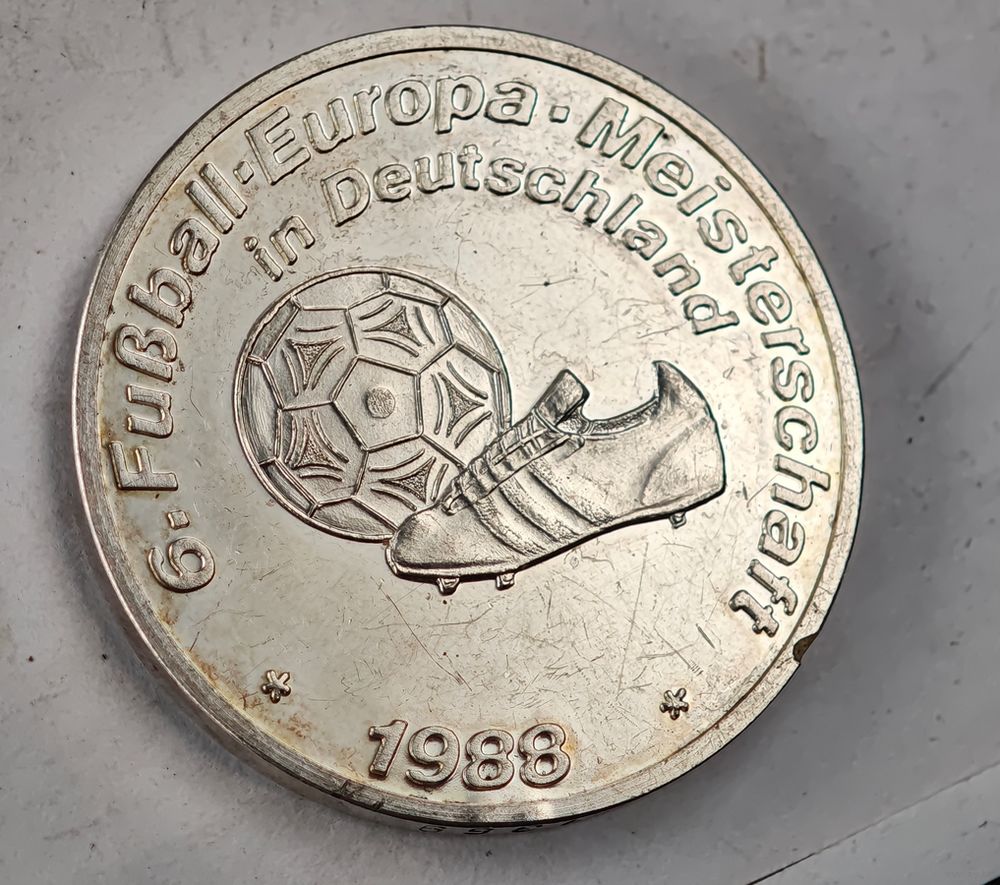 6. Fußball · Europa · Meisterschaft
in Deutschland
1988